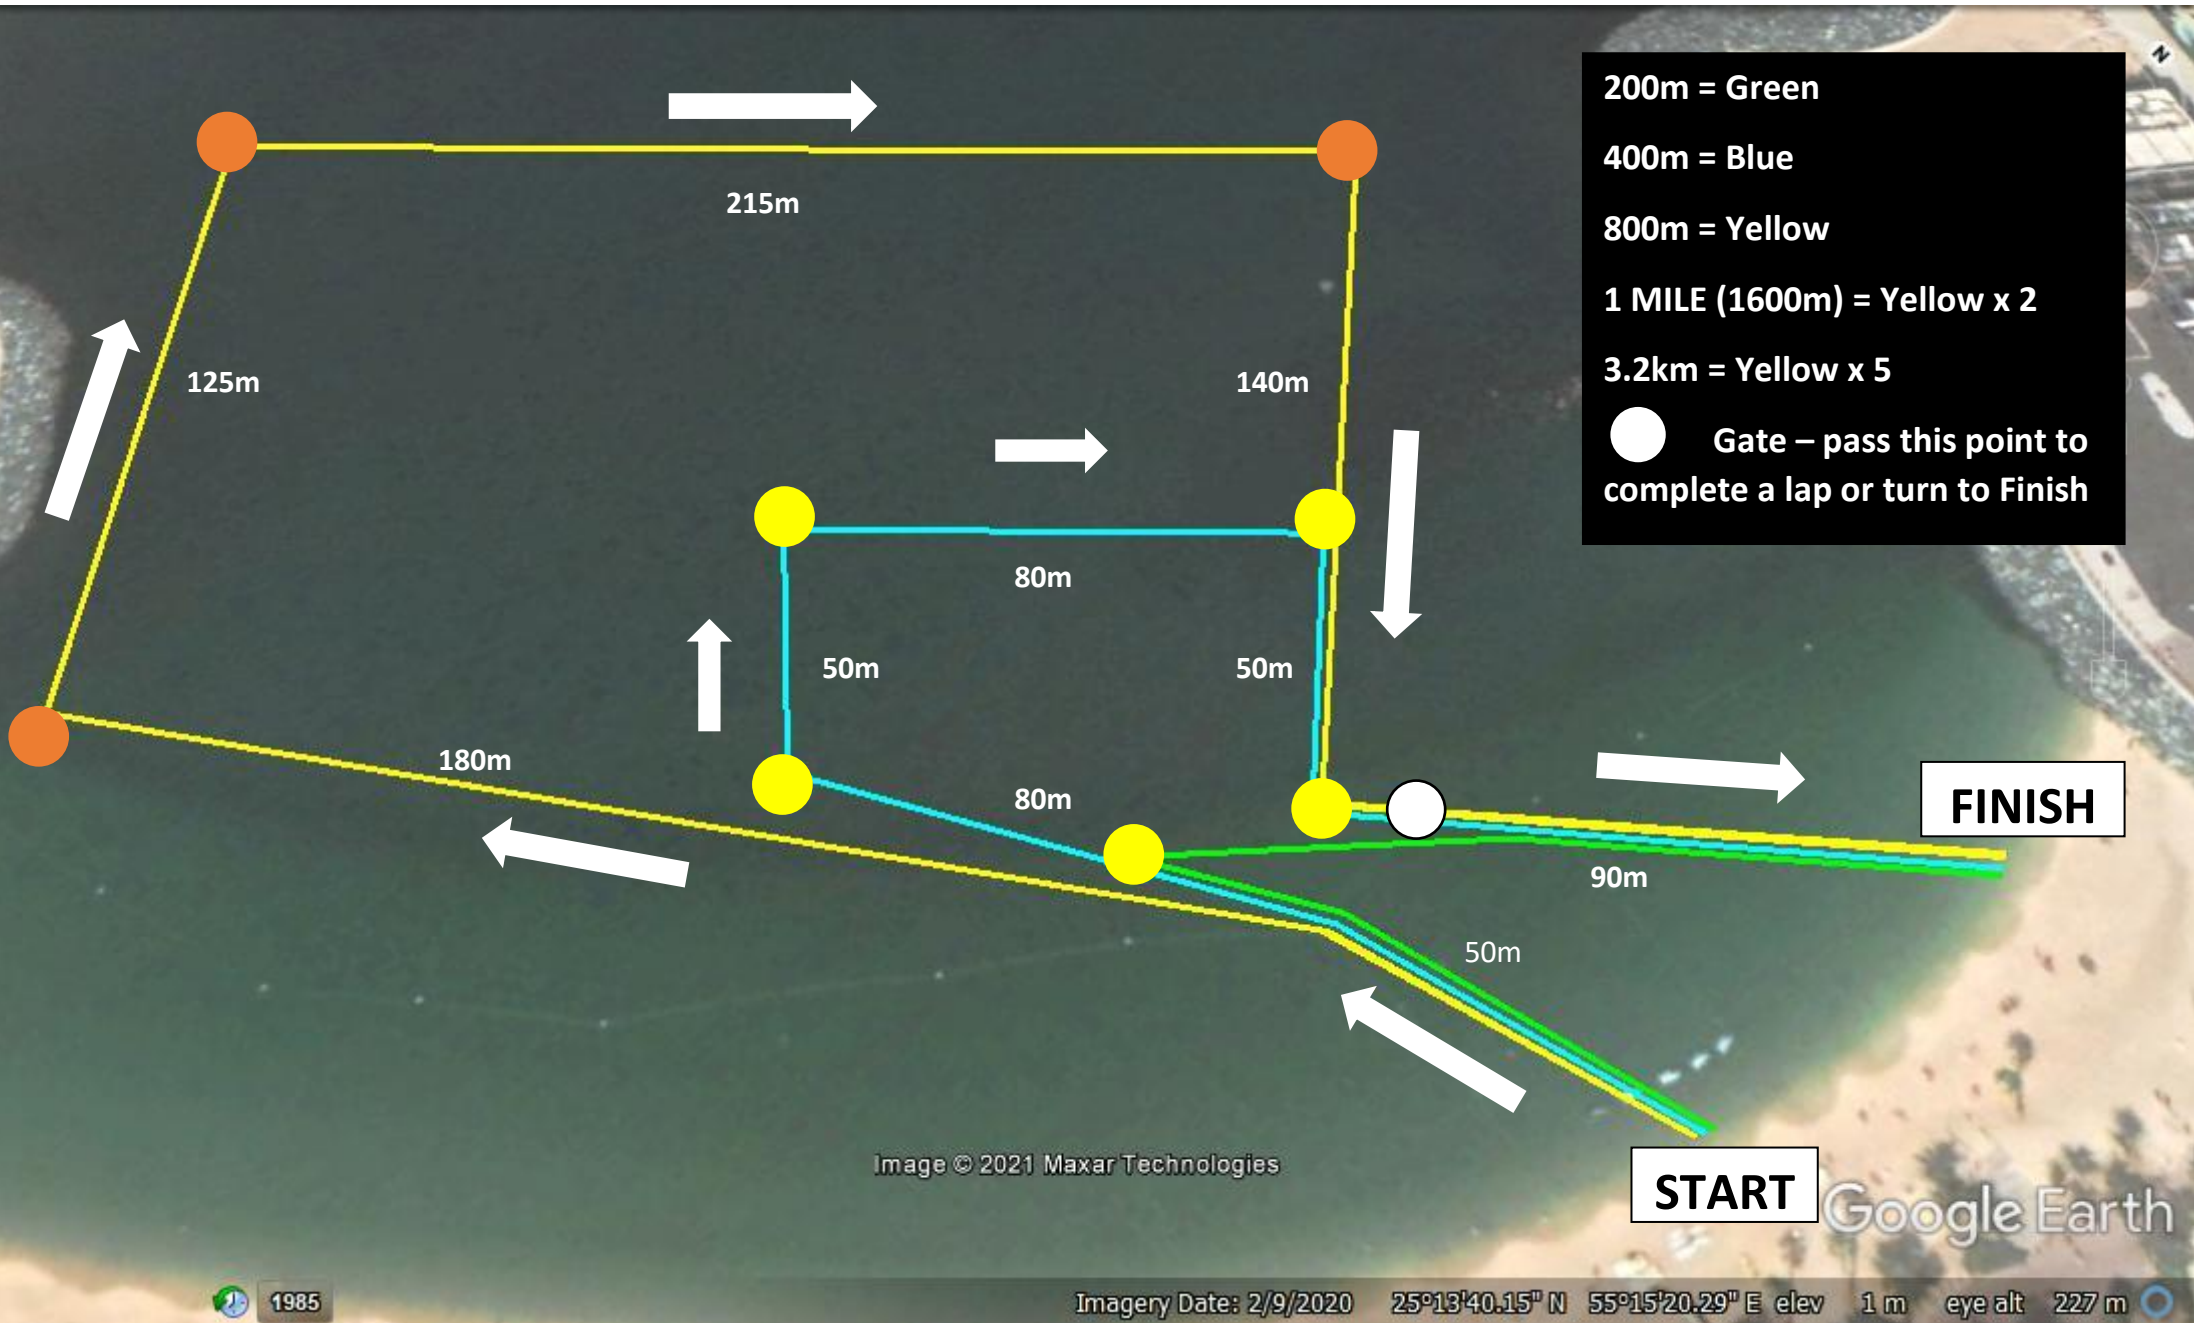 N
200m = Green
400m = Blue
800m = Yellow
1 MILE (1600m) = Yellow x 2
3.2km = Yellow x 5
Gate – pass this point to
complete a lap or turn to Finish
215m
125m
140m
80m
50m
50m
180m
80m
FINISH
90m
50m
START
Image © 2021 Maxar Technologies
Google Earth
1985
Imagery Date: 2/9/2020 25°13'40.15" N 55°15'20.29" E elev 1 m eye alt 227 m